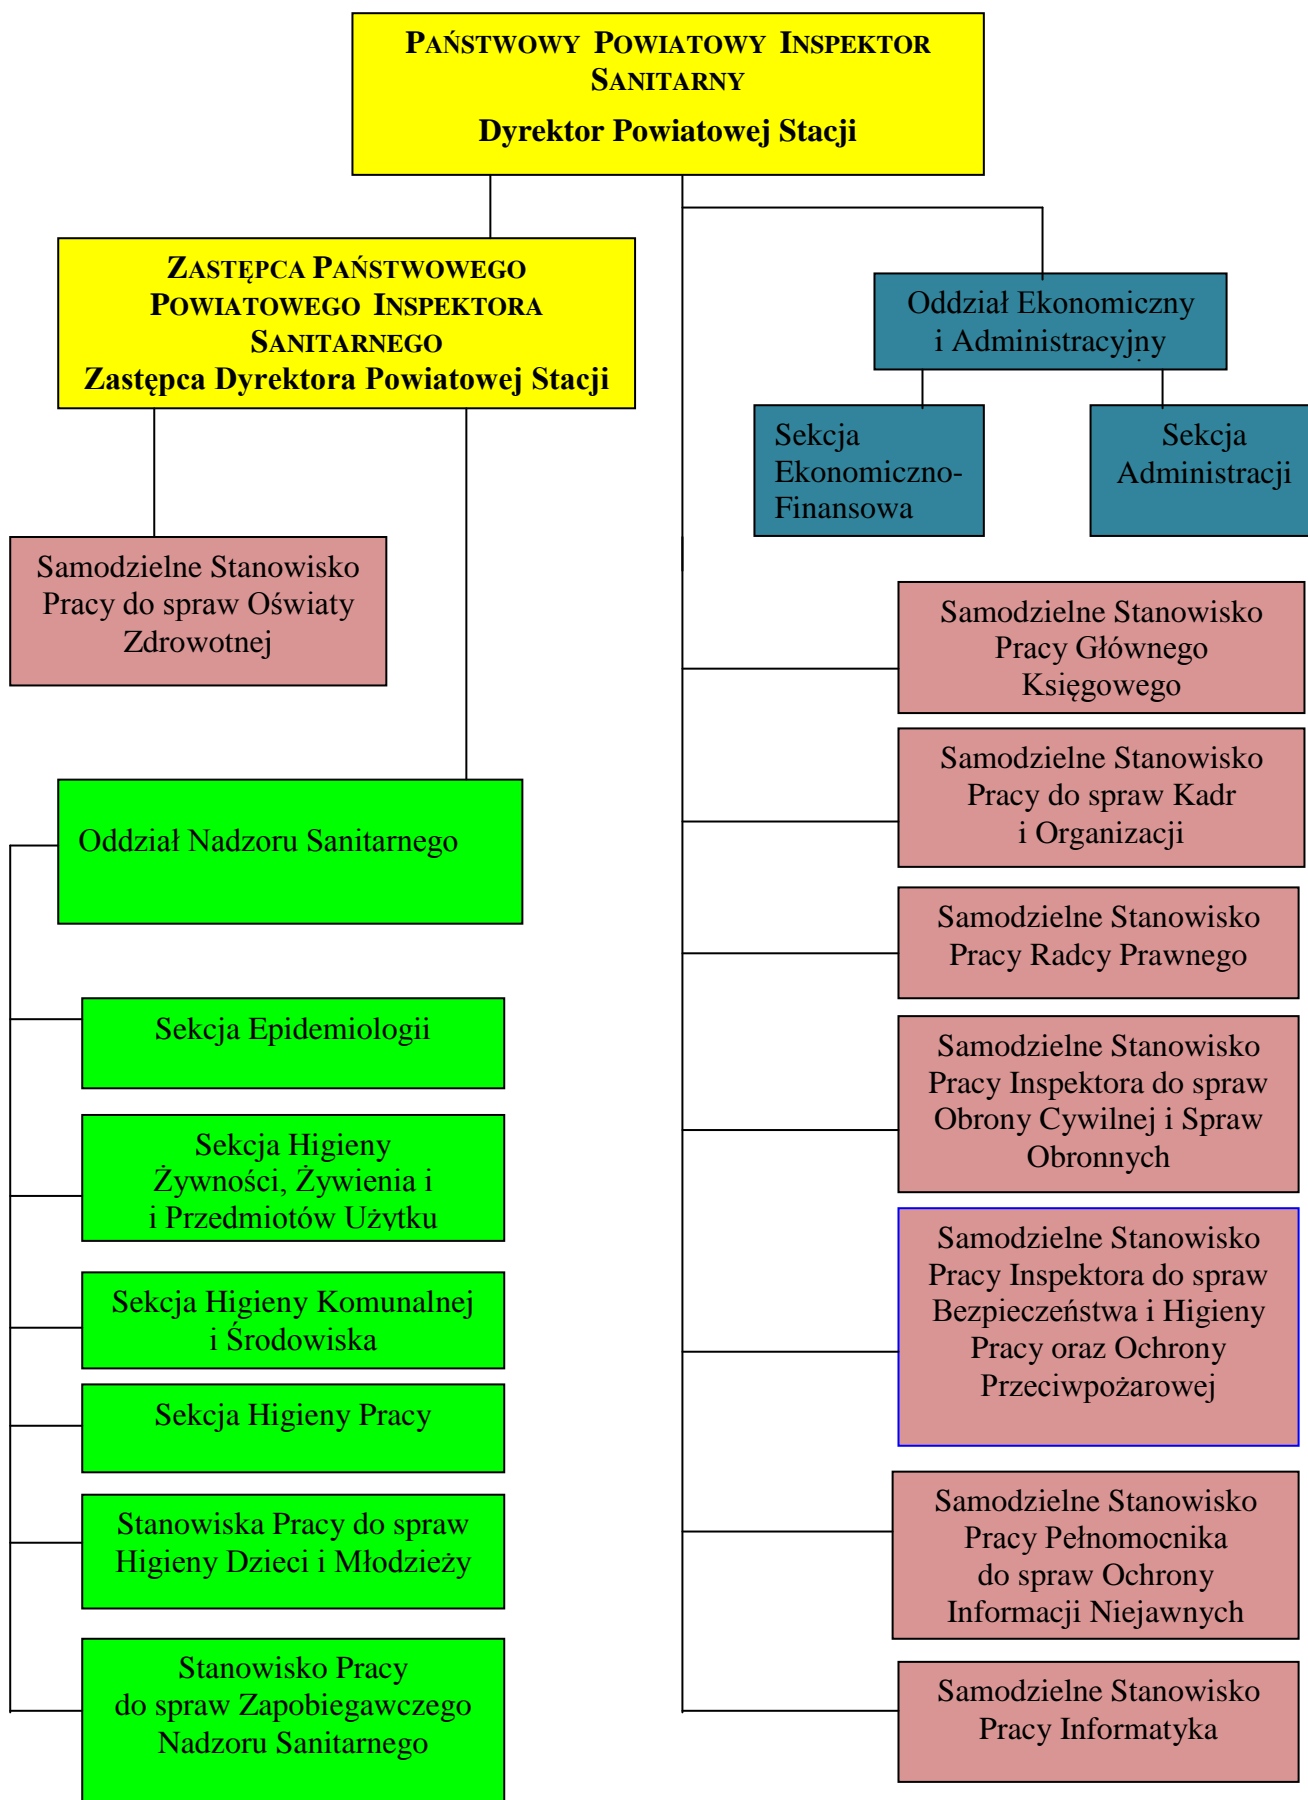 PAŃSTWOWY POWIATOWY INSPEKTOR
SANITARNY
Dyrektor Powiatowej Stacji
ZASTĘPCA PAŃSTWOWEGO
POWIATOWEGO INSPEKTORA
SANITARNEGO
Zastępca Dyrektora Powiatowej Stacji
Oddział Ekonomiczny
i Administracyjny
Sekcja
Ekonomiczno-
Finansowa
Sekcja
Administracji
Samodzielne Stanowisko
Pracy do spraw Oświaty
Zdrowotnej
Oddział Nadzoru Sanitarnego
Sekcja Epidemiologii
Sekcja Higieny
Żywności, Żywienia i
i Przedmiotów Użytku
Sekcja Higieny Komunalnej
i Środowiska
Sekcja Higieny Pracy
Stanowiska Pracy do spraw
Higieny Dzieci i Młodzieży
Stanowisko Pracy
do spraw Zapobiegawczego
Nadzoru Sanitarnego
Samodzielne Stanowisko
Pracy Głównego
Księgowego
Samodzielne Stanowisko
Pracy do spraw Kadr
i Organizacji
Samodzielne Stanowisko
Pracy Radcy Prawnego
Samodzielne Stanowisko
Pracy Inspektora do spraw
Obrony Cywilnej i Spraw
Obronnych
Samodzielne Stanowisko
Pracy Inspektora do spraw
Bezpieczeństwa i Higieny
Pracy oraz Ochrony
Przeciwpożarowej
Samodzielne Stanowisko
Pracy Pełnomocnika
do spraw Ochrony
Informacji Niejawnych
Samodzielne Stanowisko
Pracy Informatyka